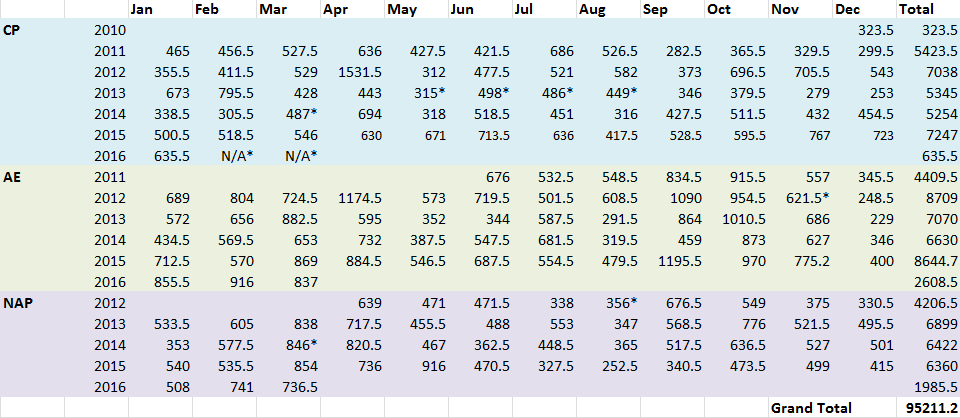 Jan Feb Mar Apr May Jun Jul Aug Sep Oct Nov Dec Total
CP 2010 323.5 323.5
2011 465 456.5 527.5 636 427.5 421.5 686 526.5 282.5 365.5 329.5 299.5 5423.5
2012 355.5 411.5 529 1531.5 312 477.5 521 582 373 696.5 705.5 543 7038
2013 673 795.5 428 443 315* 498* 486* 449* 346 379.5 279 253 5345
2014 338.5 305.5 487* 694 318 518.5 451 316 427.5 511.5 432 454.5 5254
2015 500.5 518.5 546 630 671 713.5 636 417.5 528.5 595.5 767 723 7247
2016 635.5 N/A* N/A* 635.5
AE 2011 676 532.5 548.5 834.5 915.5 557 345.5 4409.5
2012 689 804 724.5 1174.5 573 719.5 501.5 608.5 1090 954.5 621.5* 248.5 8709
2013 572 656 882.5 595 352 344 587.5 291.5 864 1010.5 686 229 7070
2014 434.5 569.5 653 732 387.5 547.5 681.5 319.5 459 873 627 346 6630
2015 712.5 570 869 884.5 546.5 687.5 554.5 479.5 1195.5 970 775.2 400 8644.7
2016 855.5 916 837 2608.5
NAP 2012 639 471 471.5 338 356* 676.5 549 375 330.5 4206.5
2013 533.5 605 838 717.5 455.5 488 553 347 568.5 776 521.5 495.5 6899
2014 353 577.5 846* 820.5 467 362.5 448.5 365 517.5 636.5 527 501 6422
2015 540 535.5 854 736 916 470.5 327.5 252.5 340.5 473.5 499 415 6360
2016 508 741 736.5 1985.5
Grand Total 95211.2